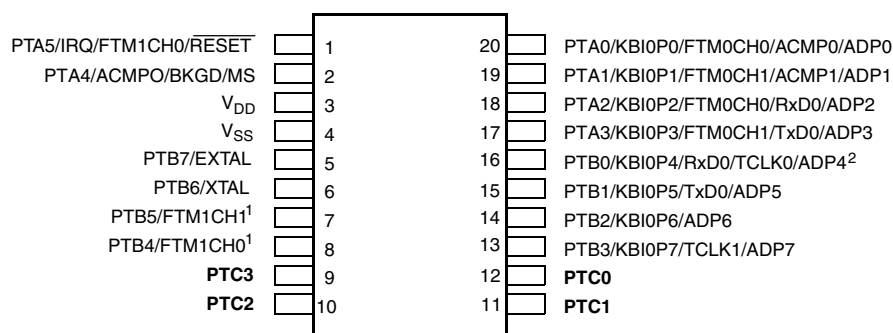 PTA5/IRQ/FTM1CH0/RESET 1 20 PTA0/KBI0P0/FTM0CH0/ACMP0/ADP0
PTA4/ACMPO/BKGD/MS 2 19 PTA1/KBI0P1/FTM0CH1/ACMP1/ADP1
VDD 3 18 PTA2/KBI0P2/FTM0CH0/RxD0/ADP2
VSS 4 17 PTA3/KBI0P3/FTM0CH1/TxD0/ADP3
PTB7/EXTAL 5 16 PTB0/KBI0P4/RxD0/TCLK0/ADP4²
PTB6/XTAL 6 15 PTB1/KBI0P5/TxD0/ADP5
PTB5/FTM1CH1¹ 7 14 PTB2/KBI0P6/ADP6
PTB4/FTM1CH0¹ 8 13 PTB3/KBI0P7/TCLK1/ADP7
PTC3 9 12 PTC0
PTC2 10 11 PTC1